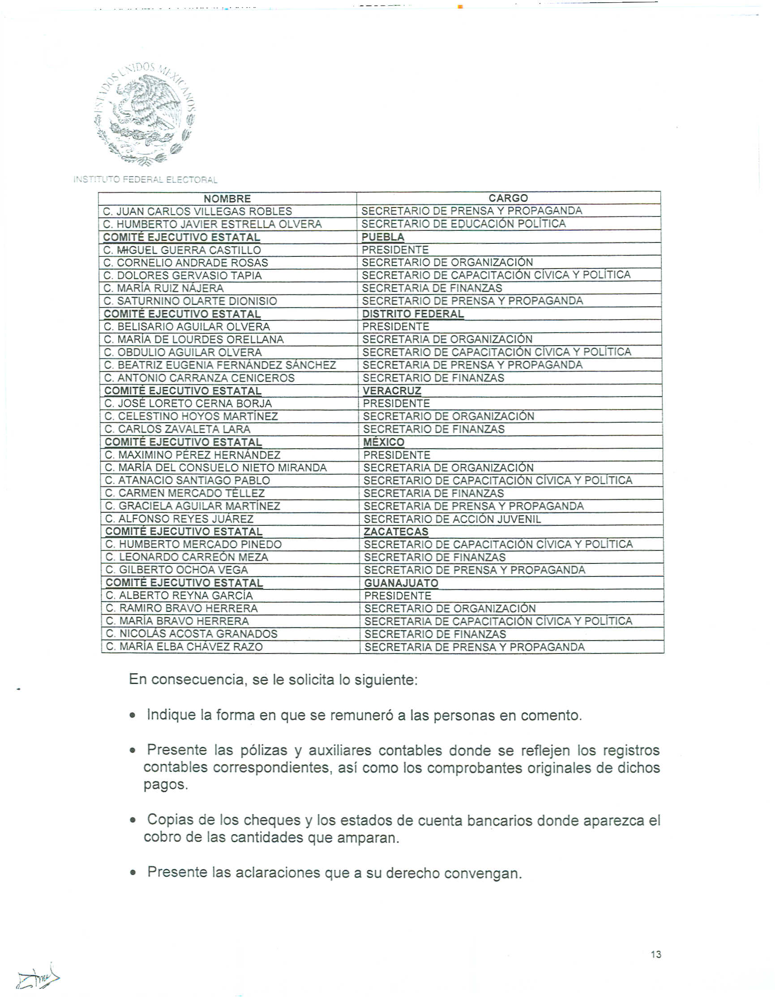 ESTADOS UNIDOS MEXICANOS
INSTITUTO FEDERAL ELECTORAL
NOMBRE CARGO
C. JUAN CARLOS VILLEGAS ROBLES SECRETARIO DE PRENSA Y PROPAGANDA
C. HUMBERTO JAVIER ESTRELLA OLVERA SECRETARIO DE EDUCACIÓN POLÍTICA
COMITÉ EJECUTIVO ESTATAL PUEBLA
C. MIGUEL GUERRA CASTILLO PRESIDENTE
C. CORNELIO ANDRADE ROSAS SECRETARIO DE ORGANIZACIÓN
C. DOLORES GERVASIO TAPIA SECRETARIO DE CAPACITACIÓN CÍVICA Y POLÍTICA
C. MARÍA RUIZ NÁJERA SECRETARIA DE FINANZAS
C. SATURNINO OLARTE DIONISIO SECRETARIO DE PRENSA Y PROPAGANDA
COMITÉ EJECUTIVO ESTATAL DISTRITO FEDERAL
C. BELISARIO AGUILAR OLVERA PRESIDENTE
C. MARÍA DE LOURDES ORELLANA SECRETARIA DE ORGANIZACIÓN
C. OBDULIO AGUILAR OLVERA SECRETARIO DE CAPACITACIÓN CÍVICA Y POLÍTICA
C. BEATRIZ EUGENIA FERNÁNDEZ SÁNCHEZ SECRETARIA DE PRENSA Y PROPAGANDA
C. ANTONIO CARRANZA CENICEROS SECRETARIO DE FINANZAS
COMITÉ EJECUTIVO ESTATAL VERACRUZ
C. JOSÉ LORETO CERNA BORJA PRESIDENTE
C. CELESTINO HOYOS MARTÍNEZ SECRETARIO DE ORGANIZACIÓN
C. CARLOS ZAVALETA LARA SECRETARIO DE FINANZAS
COMITÉ EJECUTIVO ESTATAL MÉXICO
C. MAXIMINO PÉREZ HERNÁNDEZ PRESIDENTE
C. MARÍA DEL CONSUELO NIETO MIRANDA SECRETARIA DE ORGANIZACIÓN
C. ATANACIO SANTIAGO PABLO SECRETARIO DE CAPACITACIÓN CÍVICA Y POLÍTICA
C. CARMEN MERCADO TÉLLEZ SECRETARIA DE FINANZAS
C. GRACIELA AGUILAR MARTÍNEZ SECRETARIA DE PRENSA Y PROPAGANDA
C. ALFONSO REYES JUÁREZ SECRETARIO DE ACCIÓN JUVENIL
COMITÉ EJECUTIVO ESTATAL ZACATECAS
C. HUMBERTO MERCADO PINEDO SECRETARIO DE CAPACITACIÓN CÍVICA Y POLÍTICA
C. LEONARDO CARREÓN MEZA SECRETARIO DE FINANZAS
C. GILBERTO OCHOA VEGA SECRETARIO DE PRENSA Y PROPAGANDA
COMITÉ EJECUTIVO ESTATAL GUANAJUATO
C. ALBERTO REYNA GARCÍA PRESIDENTE
C. RAMIRO BRAVO HERRERA SECRETARIO DE ORGANIZACIÓN
C. MARÍA BRAVO HERRERA SECRETARIA DE CAPACITACIÓN CÍVICA Y POLÍTICA
C. NICOLÁS ACOSTA GRANADOS SECRETARIO DE FINANZAS
C. MARÍA ELBA CHÁVEZ RAZO SECRETARIA DE PRENSA Y PROPAGANDA
En consecuencia, se le solicita lo siguiente:
• Indique la forma en que se remuneró a las personas en comento.
• Presente las pólizas y auxiliares contables donde se reflejen los registros
contables correspondientes, así como los comprobantes originales de dichos
pagos.
• Copias de los cheques y los estados de cuenta bancarios donde aparezca el
cobro de las cantidades que amparan.
• Presente las aclaraciones que a su derecho convengan.
13